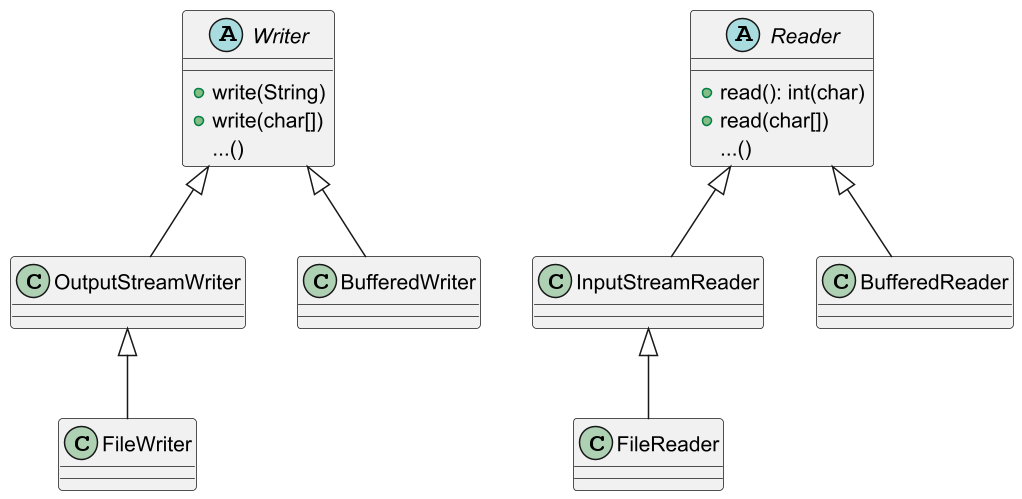 A Writer
write(String)
write(char[])
...()
A Reader
read(): int(char)
read(char[])
...()
C OutputStreamWriter
C BufferedWriter
C InputStreamReader
C BufferedReader
C FileWriter
C FileReader